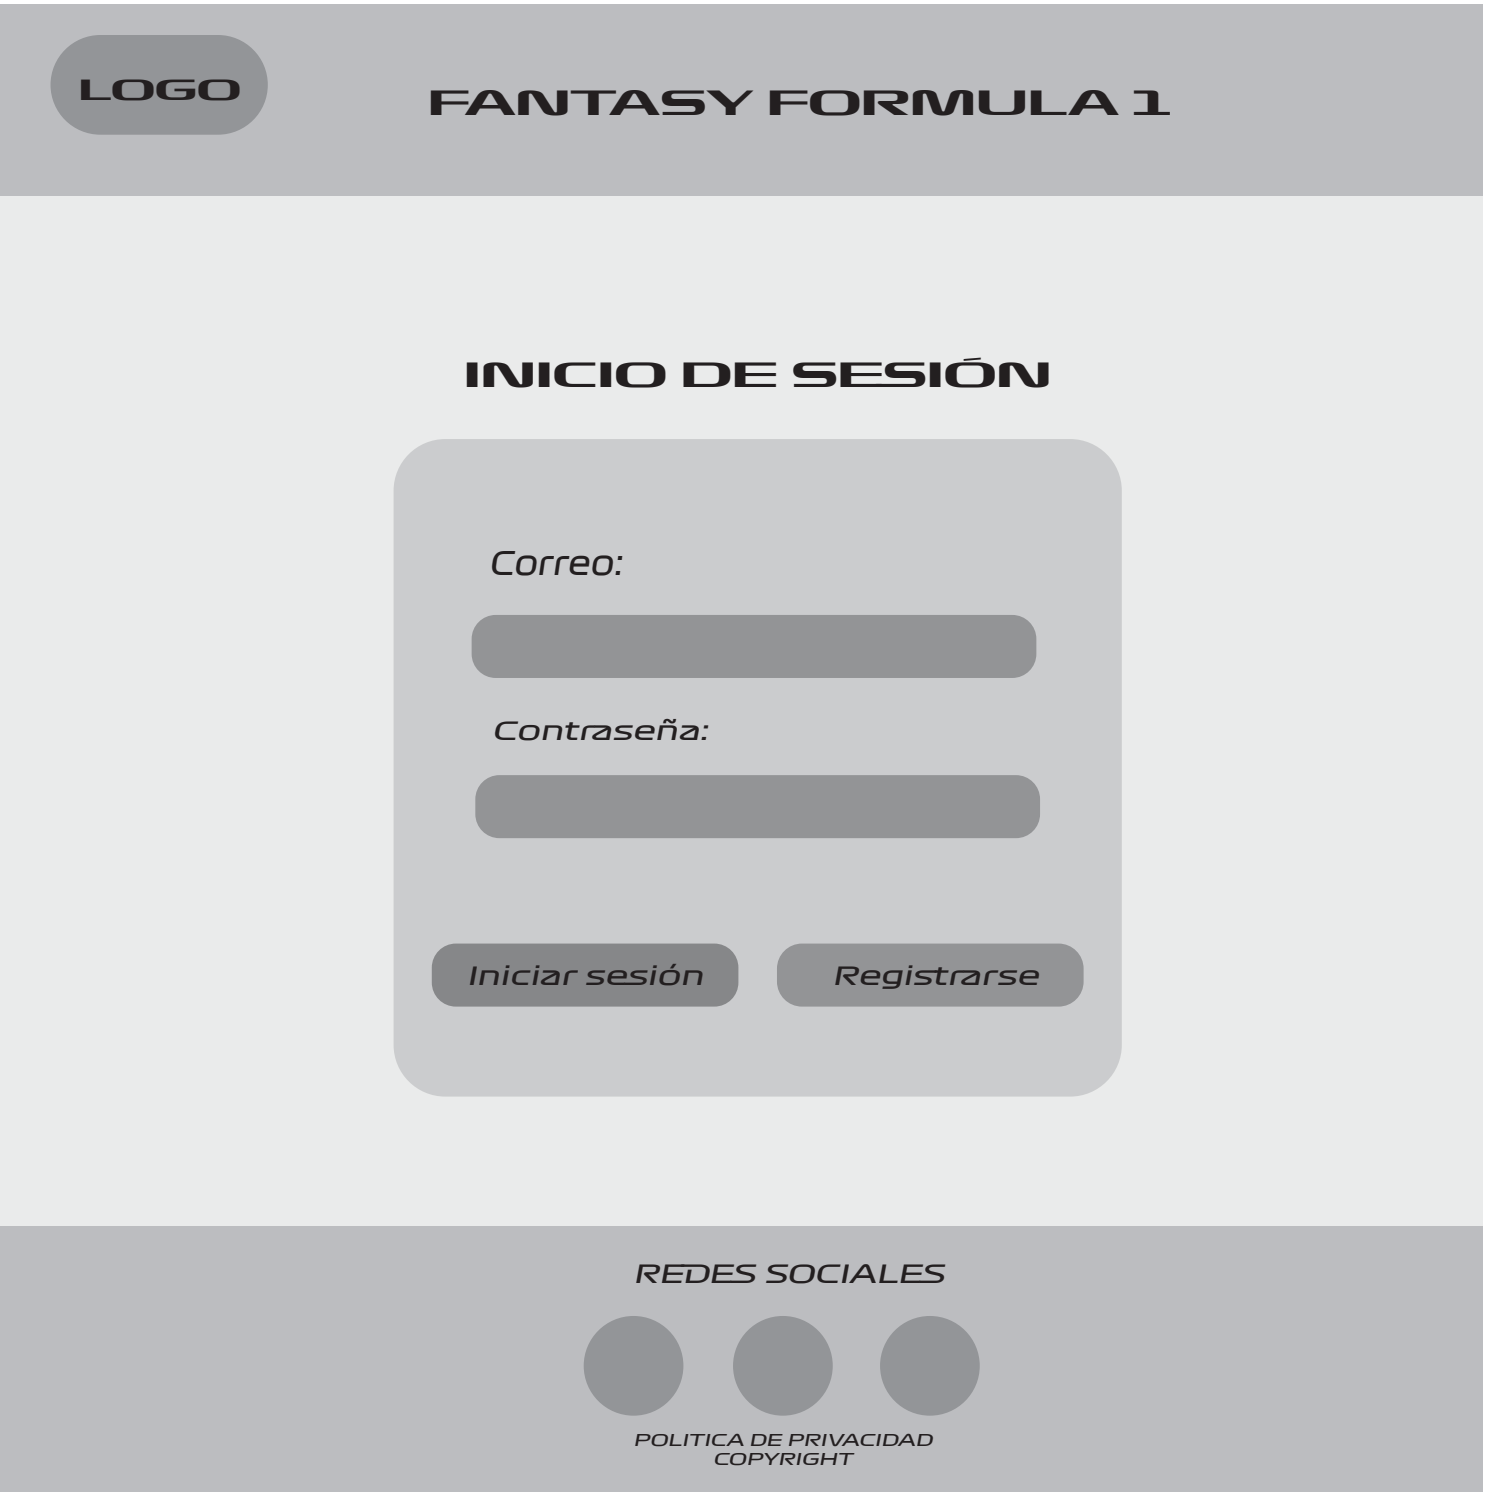 LOGO
FANTASY FORMULA 1
INICIO DE SESIÓN
Correo:
Contraseña:
Iniciar sesión
Registrarse
REDES SOCIALES
POLITICA DE PRIVACIDAD
COPYRIGHT